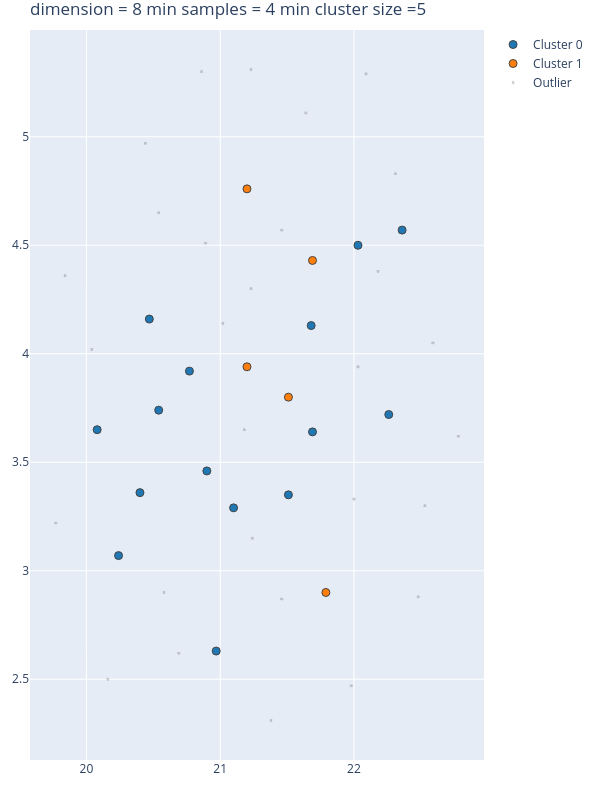 dimension = 8 min samples = 4 min cluster size =5
Cluster 0
Cluster 1
Outlier
5
4.5
4
3.5
3
2.5
20 21 22